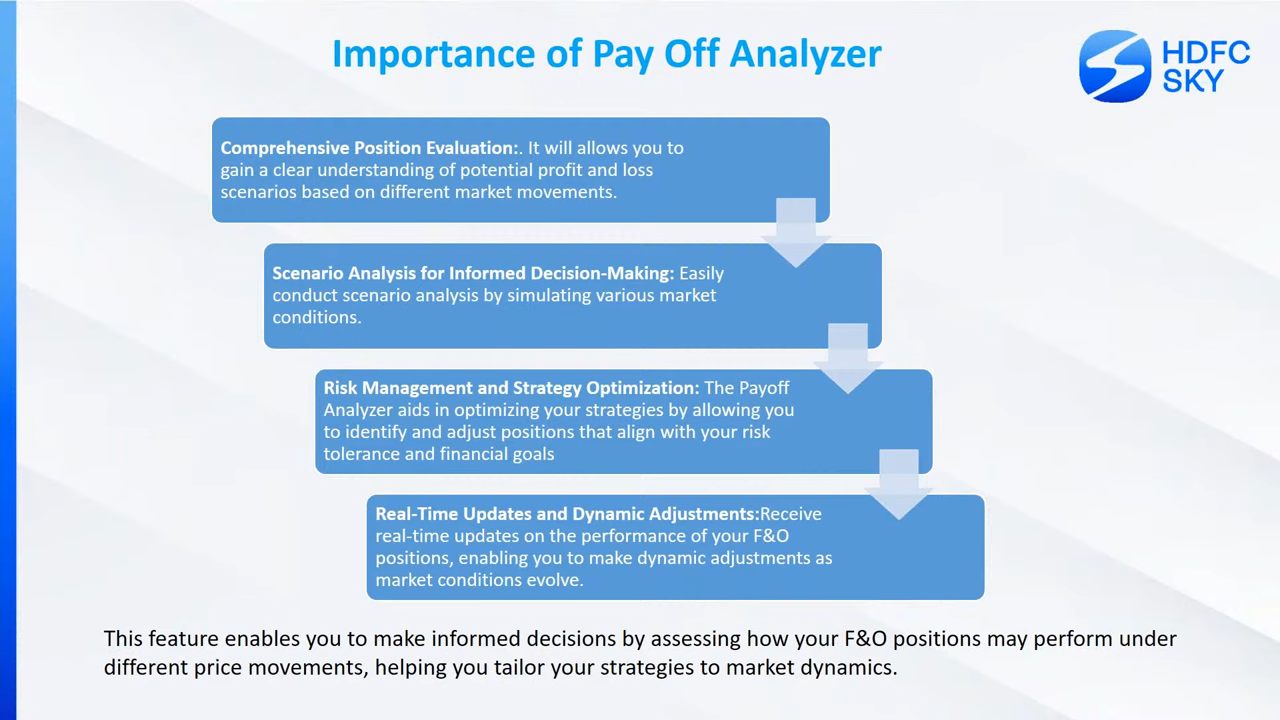 Importance of Pay Off Analyzer
HDFC
SKY
Comprehensive Position Evaluation:. It will allows you to
gain a clear understanding of potential profit and loss
scenarios based on different market movements.
Scenario Analysis for Informed Decision-Making: Easily
conduct scenario analysis by simulating various market
conditions.
Risk Management and Strategy Optimization: The Payoff
Analyzer aids in optimizing your strategies by allowing you
to identify and adjust positions that align with your risk
tolerance and financial goals
Real-Time Updates and Dynamic Adjustments:Receive
real-time updates on the performance of your F&O
positions, enabling you to make dynamic adjustments as
market conditions evolve.
This feature enables you to make informed decisions by assessing how your F&O positions may perform under
different price movements, helping you tailor your strategies to market dynamics.